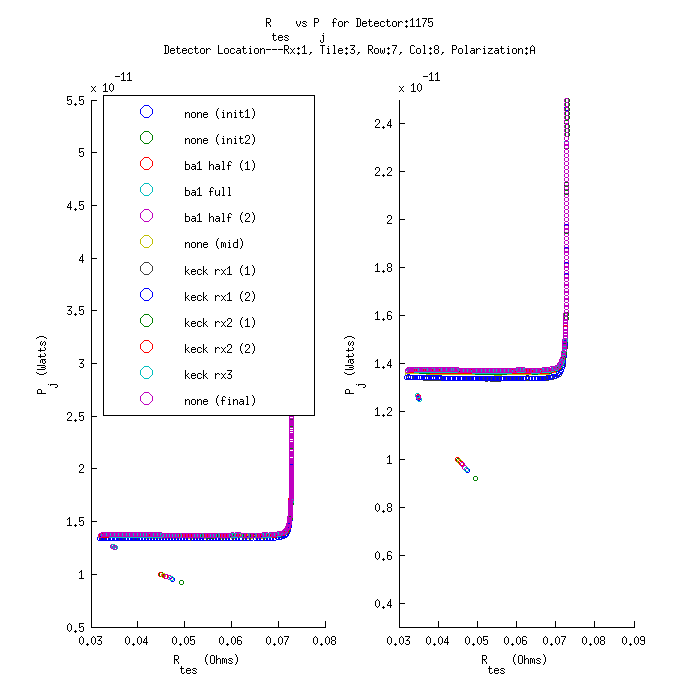 R_tes vs P_j for Detector:1175
Detector Location---Rx:1, Tile:3, Row:7, Col:8, Polarization:A
x 10^-11
5.5
5
4.5
4
3.5
3
2.5
2
1.5
1
0.5
P_j (Watts)
none (init1)
none (init2)
ba1 half (1)
ba1 full
ba1 half (2)
none (mid)
keck rx1 (1)
keck rx1 (2)
keck rx2 (1)
keck rx2 (2)
keck rx3
none (final)
0.03 0.04 0.05 0.06 0.07 0.08
R_tes (Ohms)
x 10^-11
2.4
2.2
2
1.8
1.6
1.4
1.2
1
0.8
0.6
0.4
P_j (Watts)
0.03 0.04 0.05 0.06 0.07 0.08 0.09
R_tes (Ohms)